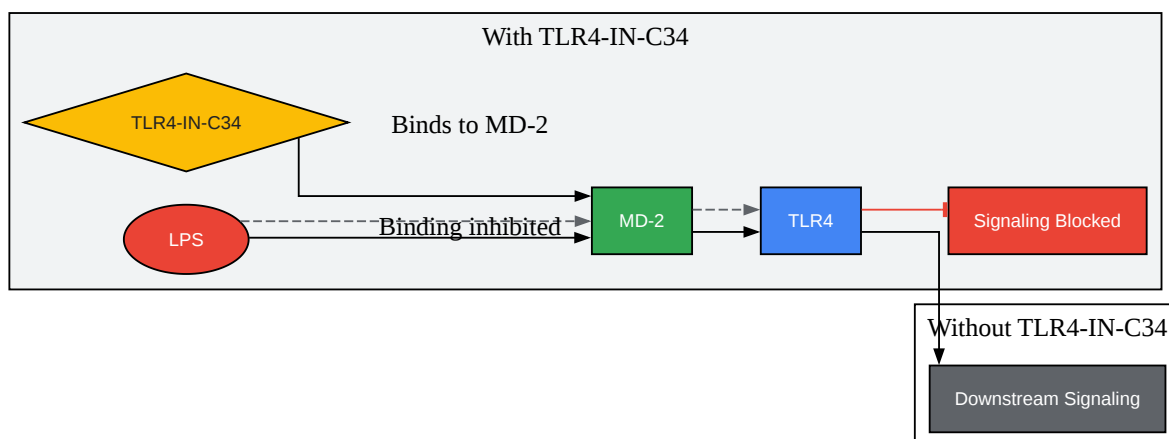 With TLR4-IN-C34
TLR4-IN-C34
Binds to MD-2
LPS
Binding inhibited
MD-2
TLR4
Signaling Blocked
Without TLR4-IN-C34
Downstream Signaling